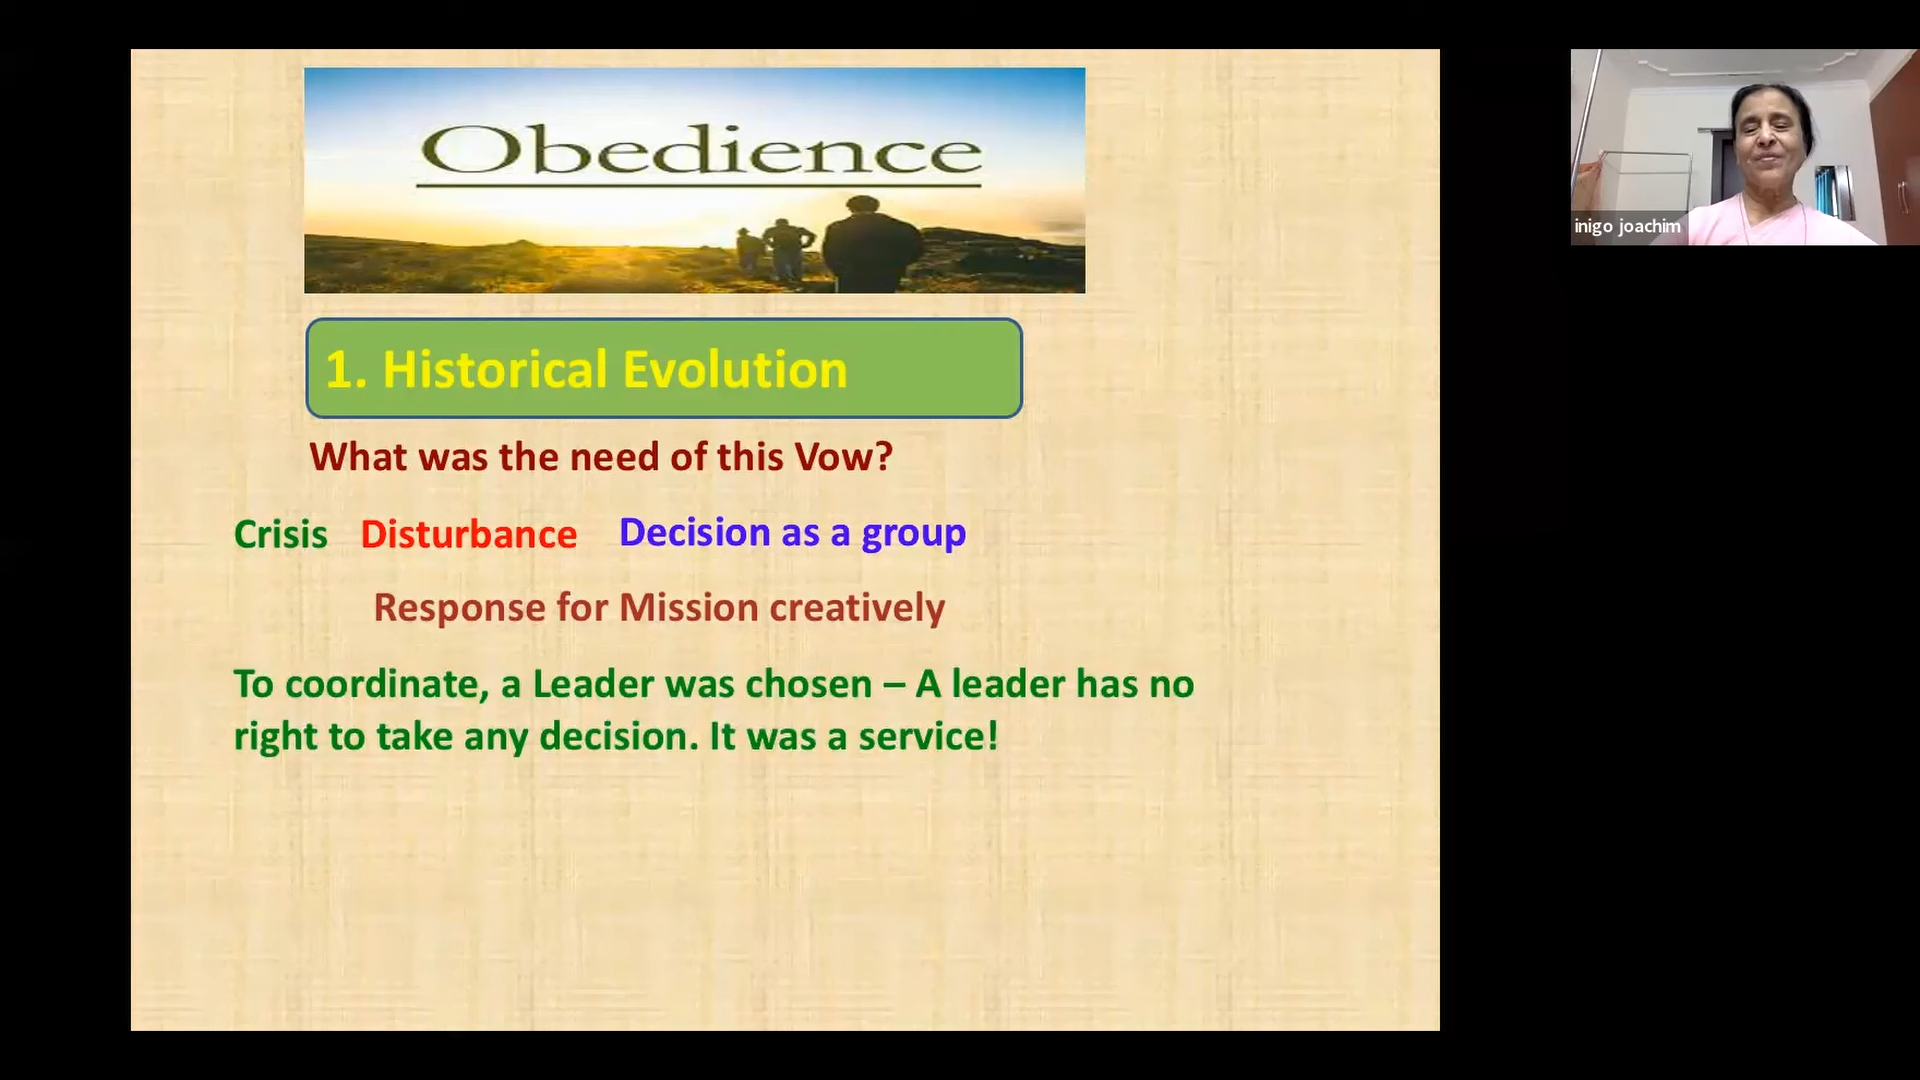 Obedience
inigo joachim
1. Historical Evolution
What was the need of this Vow?
Crisis Disturbance Decision as a group
Response for Mission creatively
To coordinate, a Leader was chosen – A leader has no
right to take any decision. It was a service!